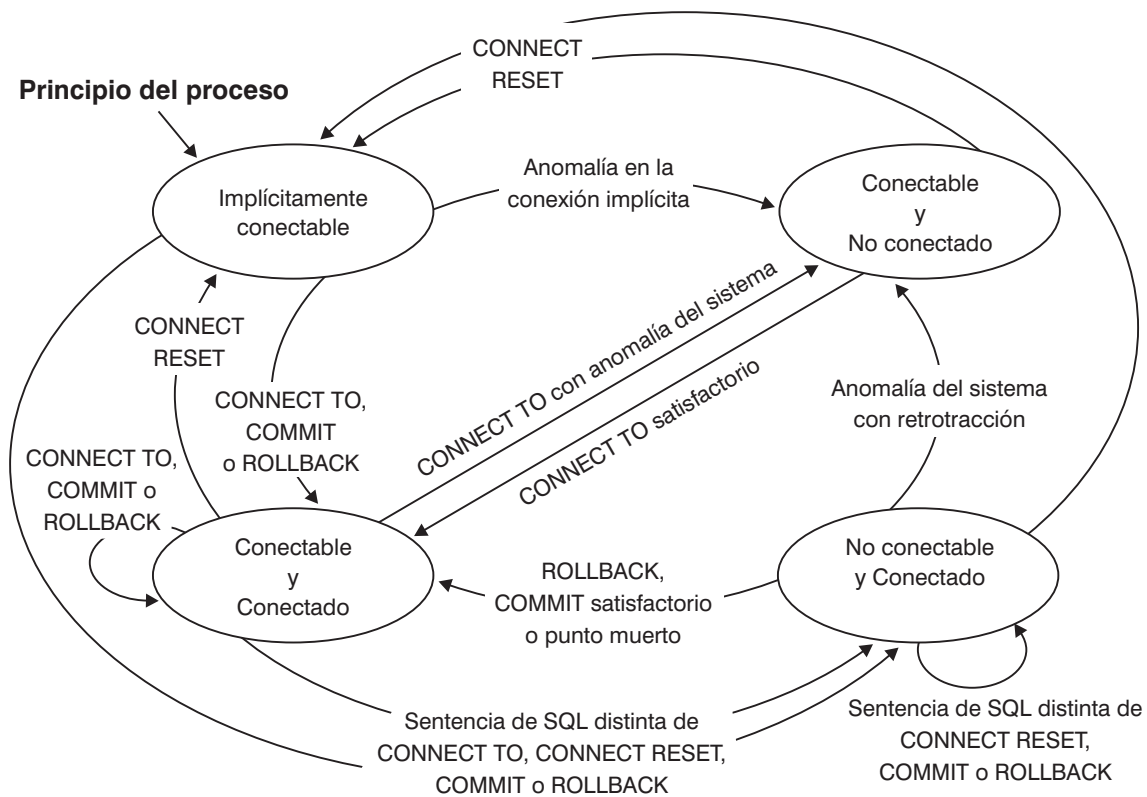 CONNECT
RESET
Principio del proceso
Implícitamente
conectable
Anomalía en la
conexión implícita
Conectable
y
No conectado
CONNECT
RESET
CONNECT TO,
COMMIT
o ROLLBACK
CONNECT TO con anomalía del sistema
CONNECT TO satisfactorio
Anomalía del sistema
con retrotracción
CONNECT TO,
COMMIT o
ROLLBACK
Conectable
y
Conectado
ROLLBACK,
COMMIT satisfactorio
o punto muerto
No conectable
y Conectado
Sentencia de SQL distinta de
CONNECT TO, CONNECT RESET,
COMMIT o ROLLBACK
Sentencia de SQL distinta de
CONNECT RESET,
COMMIT o ROLLBACK